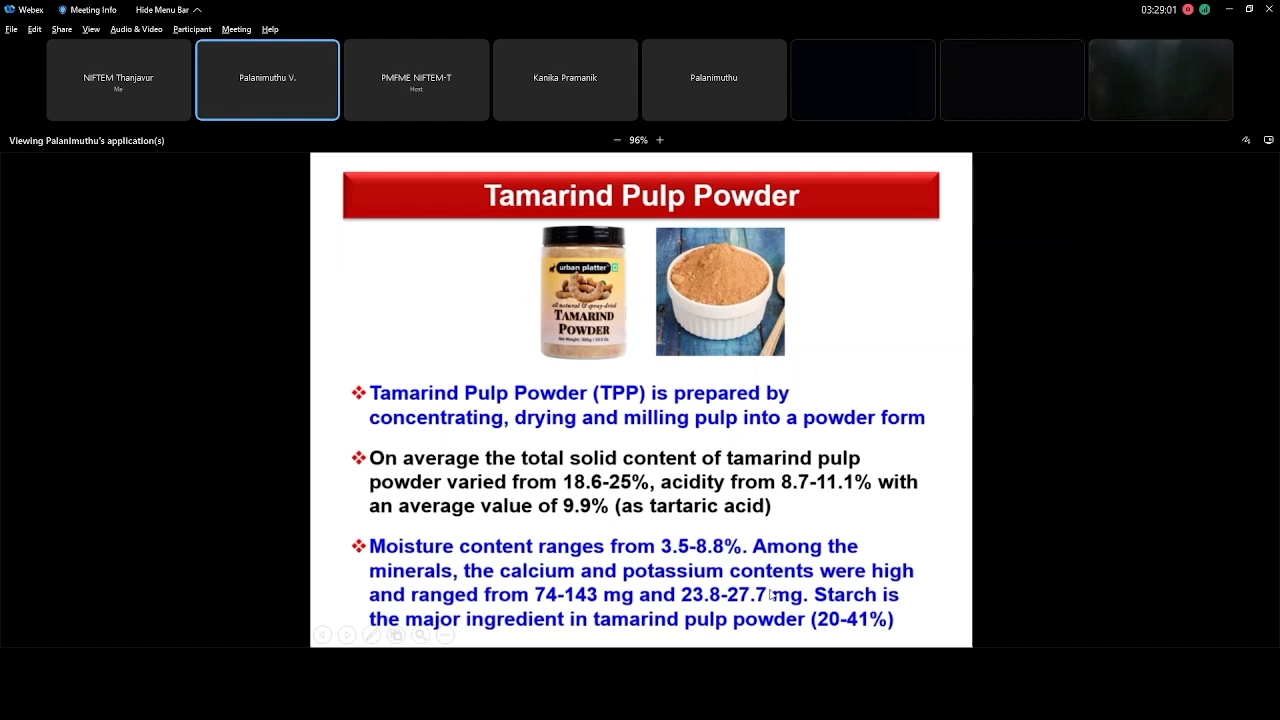 Webex
Meeting Info
Hide Menu Bar
03:29:01
File Edit Share View Audio & Video Participant Meeting Help
NIFTEM Thanjavur
Me
Palanimuthu V.
PMFME NIFTEM-T
Host
Kanika Pramanik
Palanimuthu
Viewing Palanimuthu's application(s)
96%
Tamarind Pulp Powder
urban platter
all natural & spray-dried
TAMARIND
POWDER
❖Tamarind Pulp Powder (TPP) is prepared by
concentrating, drying and milling pulp into a powder form
❖On average the total solid content of tamarind pulp
powder varied from 18.6-25%, acidity from 8.7-11.1% with
an average value of 9.9% (as tartaric acid)
❖Moisture content ranges from 3.5-8.8%. Among the
minerals, the calcium and potassium contents were high
and ranged from 74-143 mg and 23.8-27.7 mg. Starch is
the major ingredient in tamarind pulp powder (20-41%)